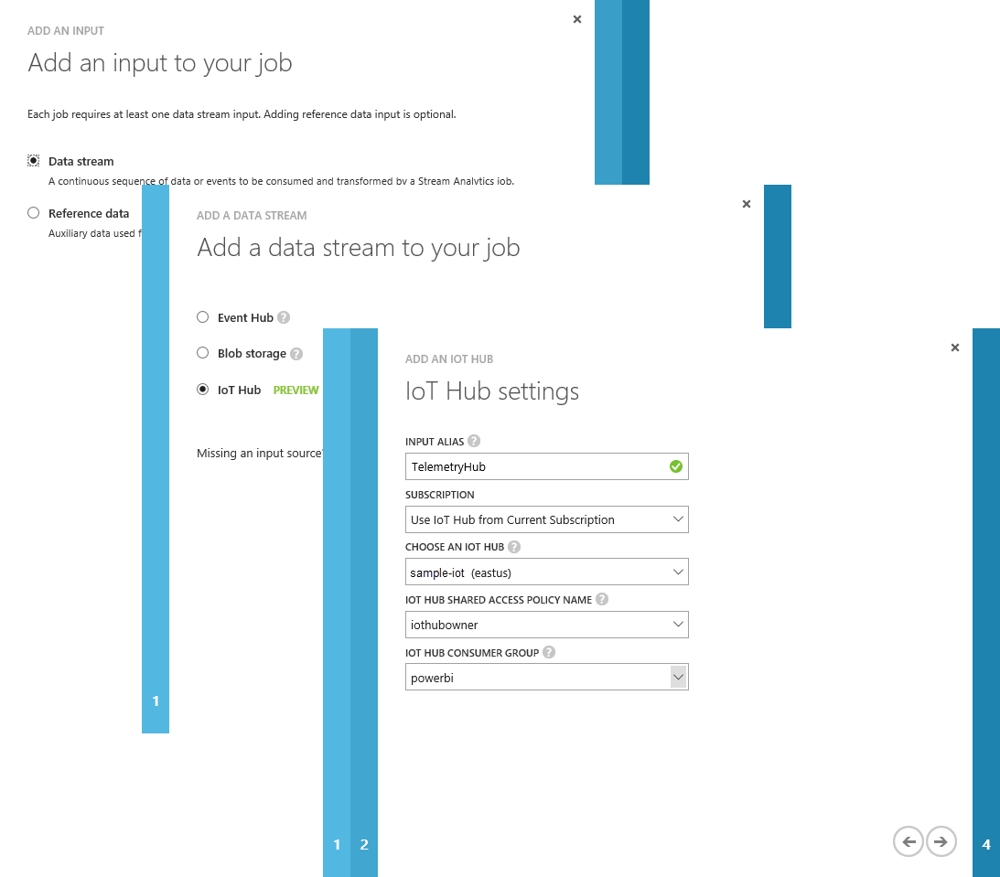 ADD AN INPUT
Add an input to your job
Each job requires at least one data stream input. Adding reference data input is optional.
Data stream
A continuous sequence of data or events to be consumed and transformed by a Stream Analytics job.
Reference data
Auxiliary data used f
ADD A DATA STREAM
Add a data stream to your job
Event Hub ?
Blob storage ?
IoT Hub PREVIEW
Missing an input source?
1
ADD AN IOT HUB
IoT Hub settings
INPUT ALIAS ?
TelemetryHub
SUBSCRIPTION
Use IoT Hub from Current Subscription
CHOOSE AN IOT HUB ?
sample-iot (eastus)
IOT HUB SHARED ACCESS POLICY NAME ?
iothubowner
IOT HUB CONSUMER GROUP ?
powerbi
1 2 4